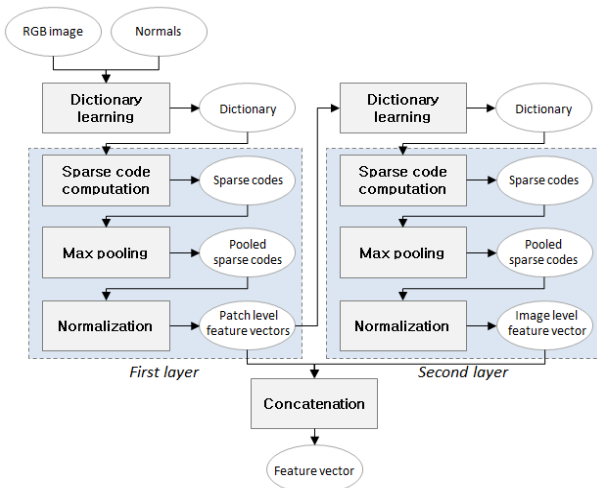 RGB image
Normals
Dictionary
learning
Dictionary
Sparse code
computation
Sparse codes
Max pooling
Pooled
sparse codes
Normalization
Patch level
feature vectors
First layer
Dictionary
learning
Dictionary
Sparse code
computation
Sparse codes
Max pooling
Pooled
sparse codes
Normalization
Image level
feature vector
Second layer
Concatenation
Feature vector